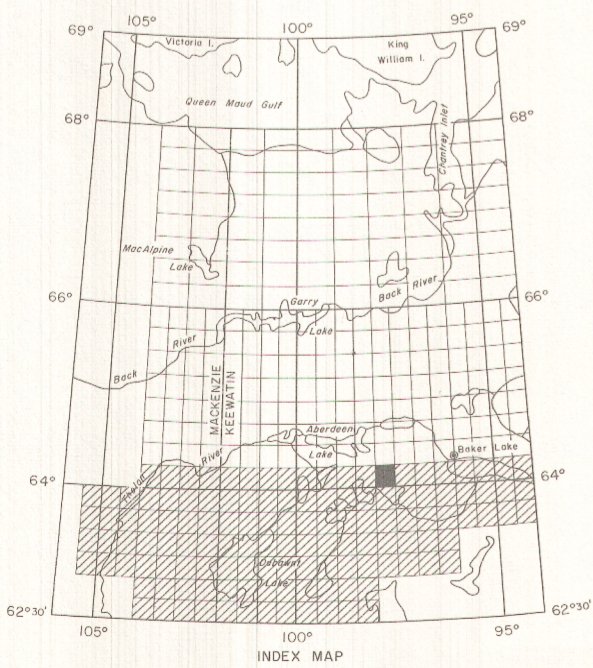 105°
100°
95°
69°
69°
Victoria I.
King
William I.
Queen Maud Gulf
68°
68°
Chantrey Inlet
MacAlpine
Lake
66°
66°
Back River
Garry
Lake
Back River
MACKENZIE
KEEWATIN
Aberdeen
Lake
Baker Lake
Thelon River
64°
64°
Dubawnt
Lake
62°30'
62°30'
105°
100°
95°
INDEX MAP